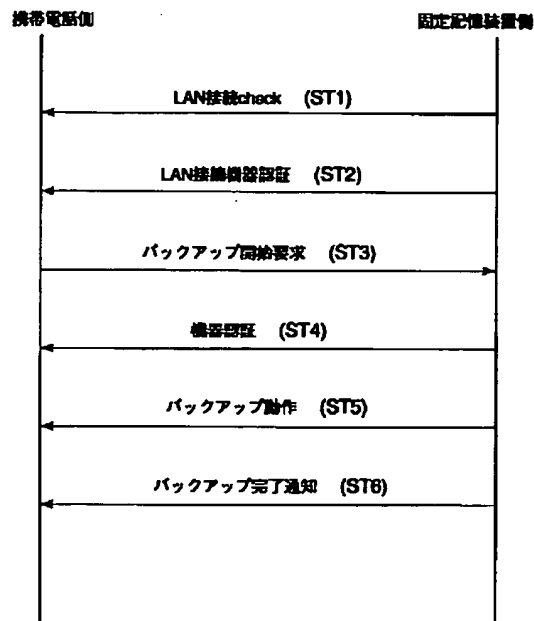 携帯電話側
固定記憶装置側
LAN接続check (ST1)
LAN接続機器認証 (ST2)
バックアップ開始要求 (ST3)
機器認証 (ST4)
バックアップ動作 (ST5)
バックアップ完了通知 (ST6)